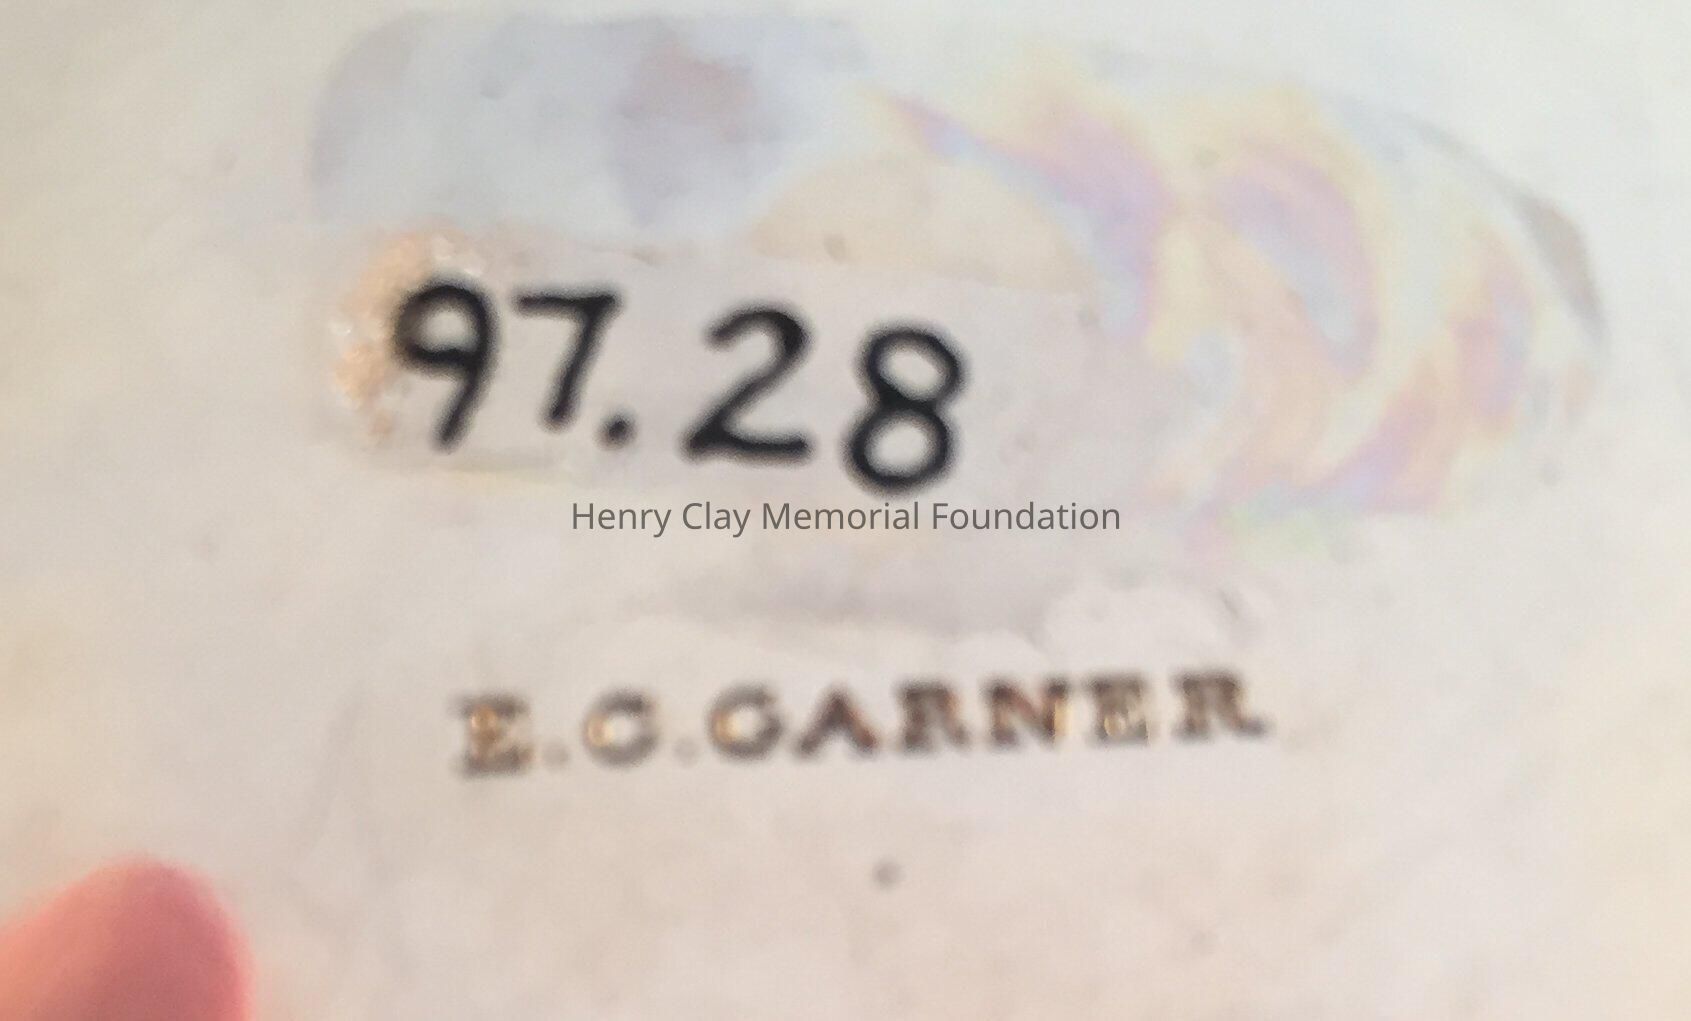 97.28
Henry Clay Memorial Foundation
E.C.GARNER